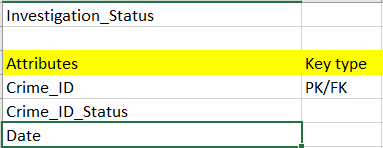 Investigation_Status
Attributes Key type
Crime_ID PK/FK
Crime_ID_Status
Date